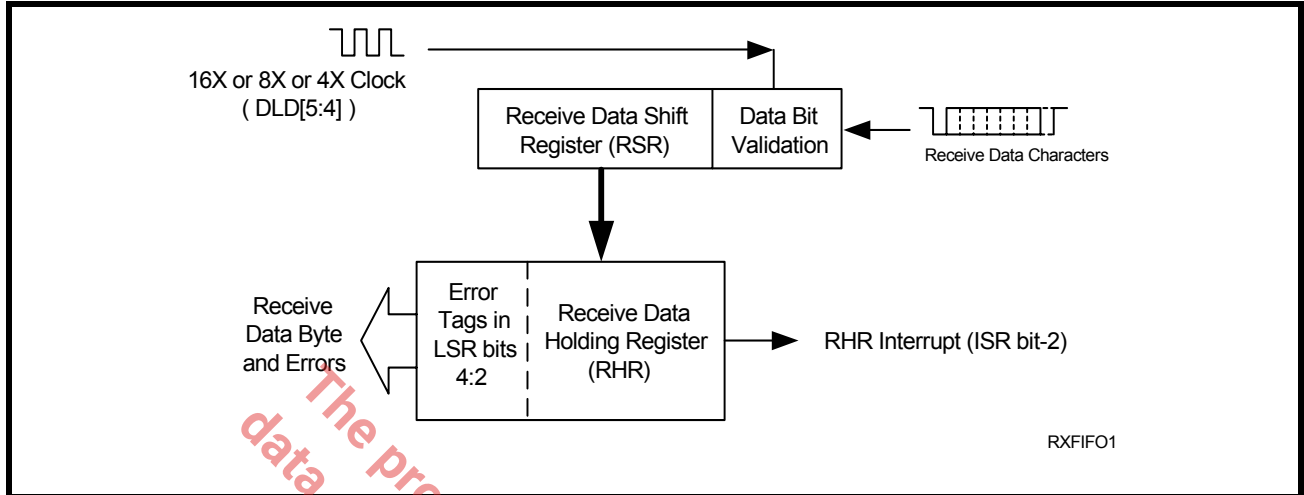 16X or 8X or 4X Clock
( DLD[5:4] )
Receive Data Shift
Register (RSR)
Data Bit
Validation
Receive Data Characters
Receive
Data Byte
and Errors
Error
Tags in
LSR bits
4:2
Receive Data
Holding Register
(RHR)
RHR Interrupt (ISR bit-2)
The pro
data
RXFIFO1